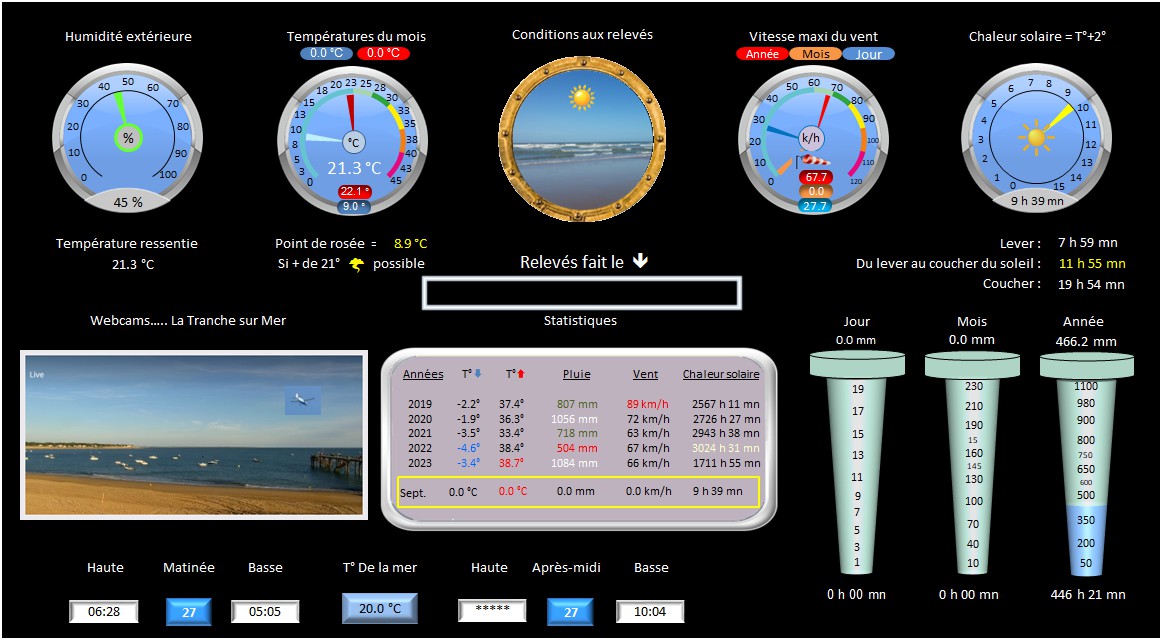 Humidité extérieure
Températures du mois
Conditions aux relevés
Vitesse maxi du vent
Chaleur solaire = T°+2°
0.0 °C 0.0 °C
Année Mois Jour
0 10 20 30 40 50 60 70 80 90 100
%
45 %
0 3 5 8 10 13 15 18 20 23 25 28 30 33 35 38 40 43 45
°C
21.3 °C
22.1 °
9.0 °
0 10 20 30 40 50 60 70 80 90 100 110 120
k/h
67.7
0.0
27.7
0 1 2 3 4 5 6 7 8 9 10 11 12 13 14 15
9 h 39 mn
Température ressentie
21.3 °C
Point de rosée = 8.9 °C
Si + de 21° possible
Relevés fait le
Lever : 7 h 59 mn
Du lever au coucher du soleil : 11 h 55 mn
Coucher : 19 h 54 mn
Webcams….. La Tranche sur Mer
Live
Statistiques
Années T° T° Pluie Vent Chaleur solaire
2019 -2.2° 37.4° 807 mm 89 km/h 2567 h 11 mn
2020 -1.9° 36.3° 1056 mm 72 km/h 2726 h 27 mn
2021 -3.5° 33.4° 718 mm 63 km/h 2943 h 38 mn
2022 -4.6° 38.4° 504 mm 67 km/h 3024 h 31 mn
2023 -3.4° 38.7° 1084 mm 66 km/h 1711 h 55 mn
Sept. 0.0 °C 0.0 °C 0.0 mm 0.0 km/h 9 h 39 mn
Jour
0.0 mm
19
17
15
13
11
9
7
5
3
1
0 h 00 mn
Mois
0.0 mm
230
210
190
15
160
145
130
100
70
40
10
0 h 00 mn
Année
466.2 mm
1100
980
900
800
750
650
600
500
350
200
50
446 h 21 mn
Haute Matinée Basse T° De la mer Haute Après-midi Basse
06:28 27 05:05 20.0 °C ***** 27 10:04